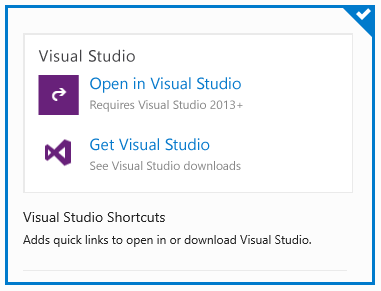 Visual Studio
Open in Visual Studio
Requires Visual Studio 2013+
Get Visual Studio
See Visual Studio downloads
Visual Studio Shortcuts
Adds quick links to open in or download Visual Studio.